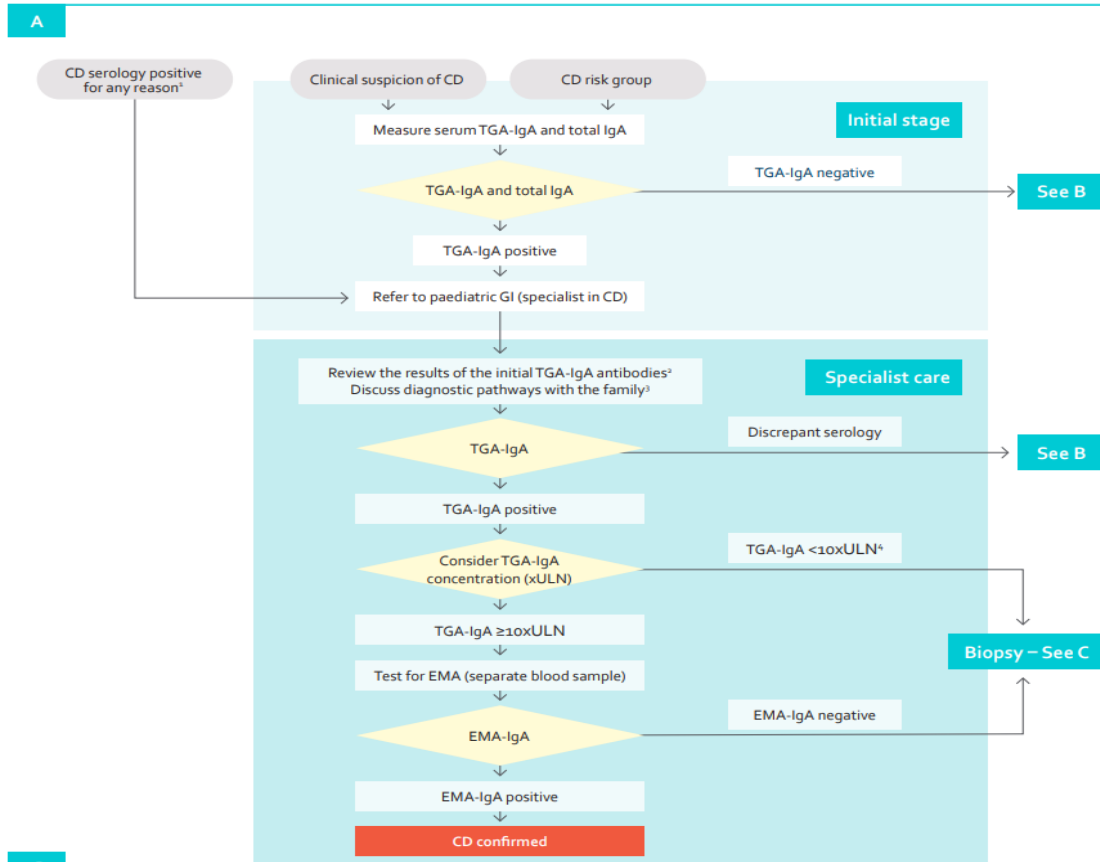 A
CD serology positive
for any reason¹
Clinical suspicion of CD
CD risk group
Initial stage
Measure serum TGA-IgA and total IgA
TGA-IgA and total IgA
TGA-IgA negative
See B
TGA-IgA positive
Refer to paediatric GI (specialist in CD)
Review the results of the initial TGA-IgA antibodies²
Discuss diagnostic pathways with the family³
Specialist care
TGA-IgA
Discrepant serology
See B
TGA-IgA positive
Consider TGA-IgA
concentration (xULN)
TGA-IgA <10xULN⁴
TGA-IgA ≥10xULN
Biopsy – See C
Test for EMA (separate blood sample)
EMA-IgA
EMA-IgA negative
EMA-IgA positive
CD confirmed